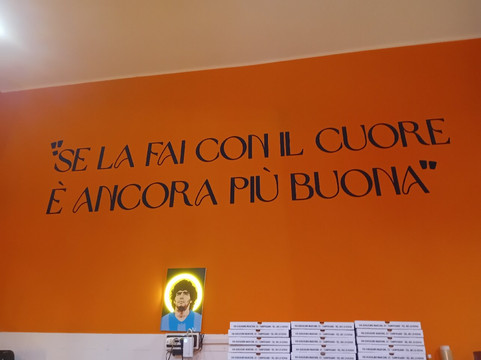 "SE LA FAI CON IL CUORE
È ANCORA PIÙ BUONA"